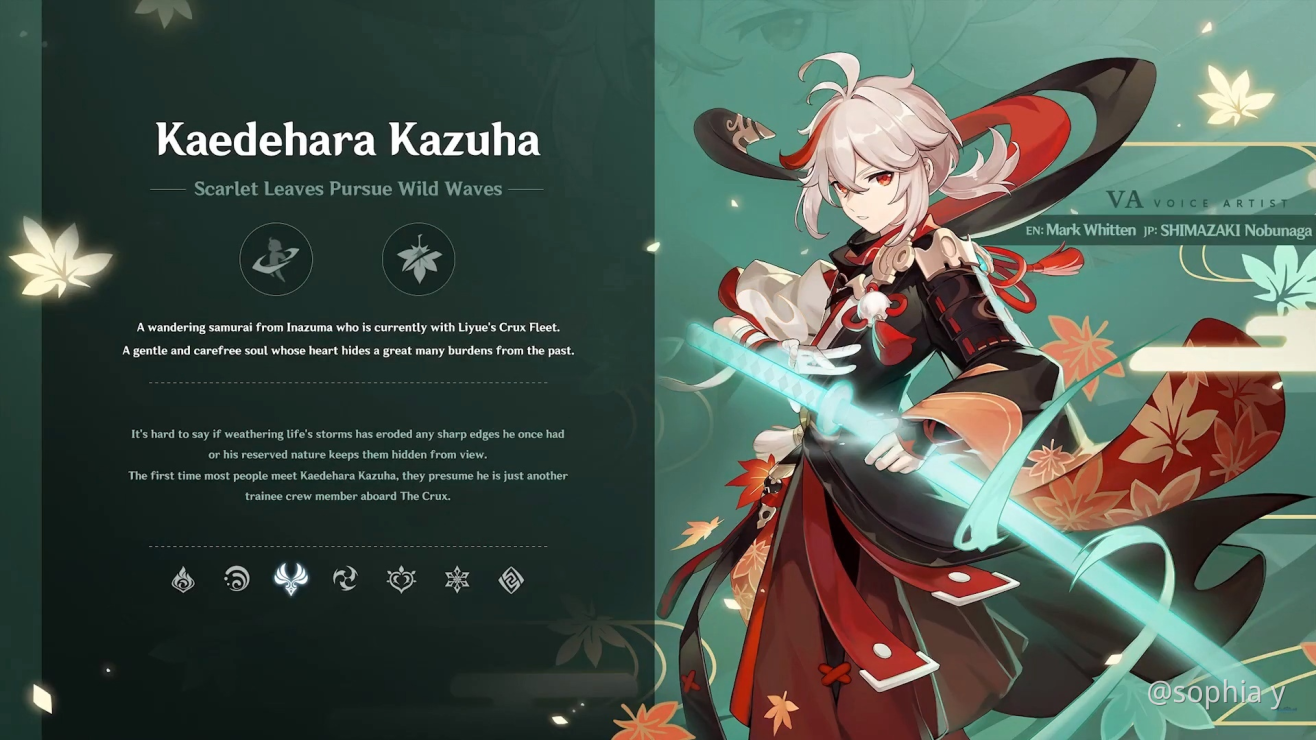 Kaedehara Kazuha
Scarlet Leaves Pursue Wild Waves
A wandering samurai from Inazuma who is currently with Liyue's Crux Fleet.
A gentle and carefree soul whose heart hides a great many burdens from the past.
It's hard to say if weathering life's storms has eroded any sharp edges he once had
or his reserved nature keeps them hidden from view.
The first time most people meet Kaedehara Kazuha, they presume he is just another
trainee crew member aboard The Crux.
VA VOICE ARTIST
EN: Mark Whitten JP: SHIMAZAKI Nobunaga
@sophia y